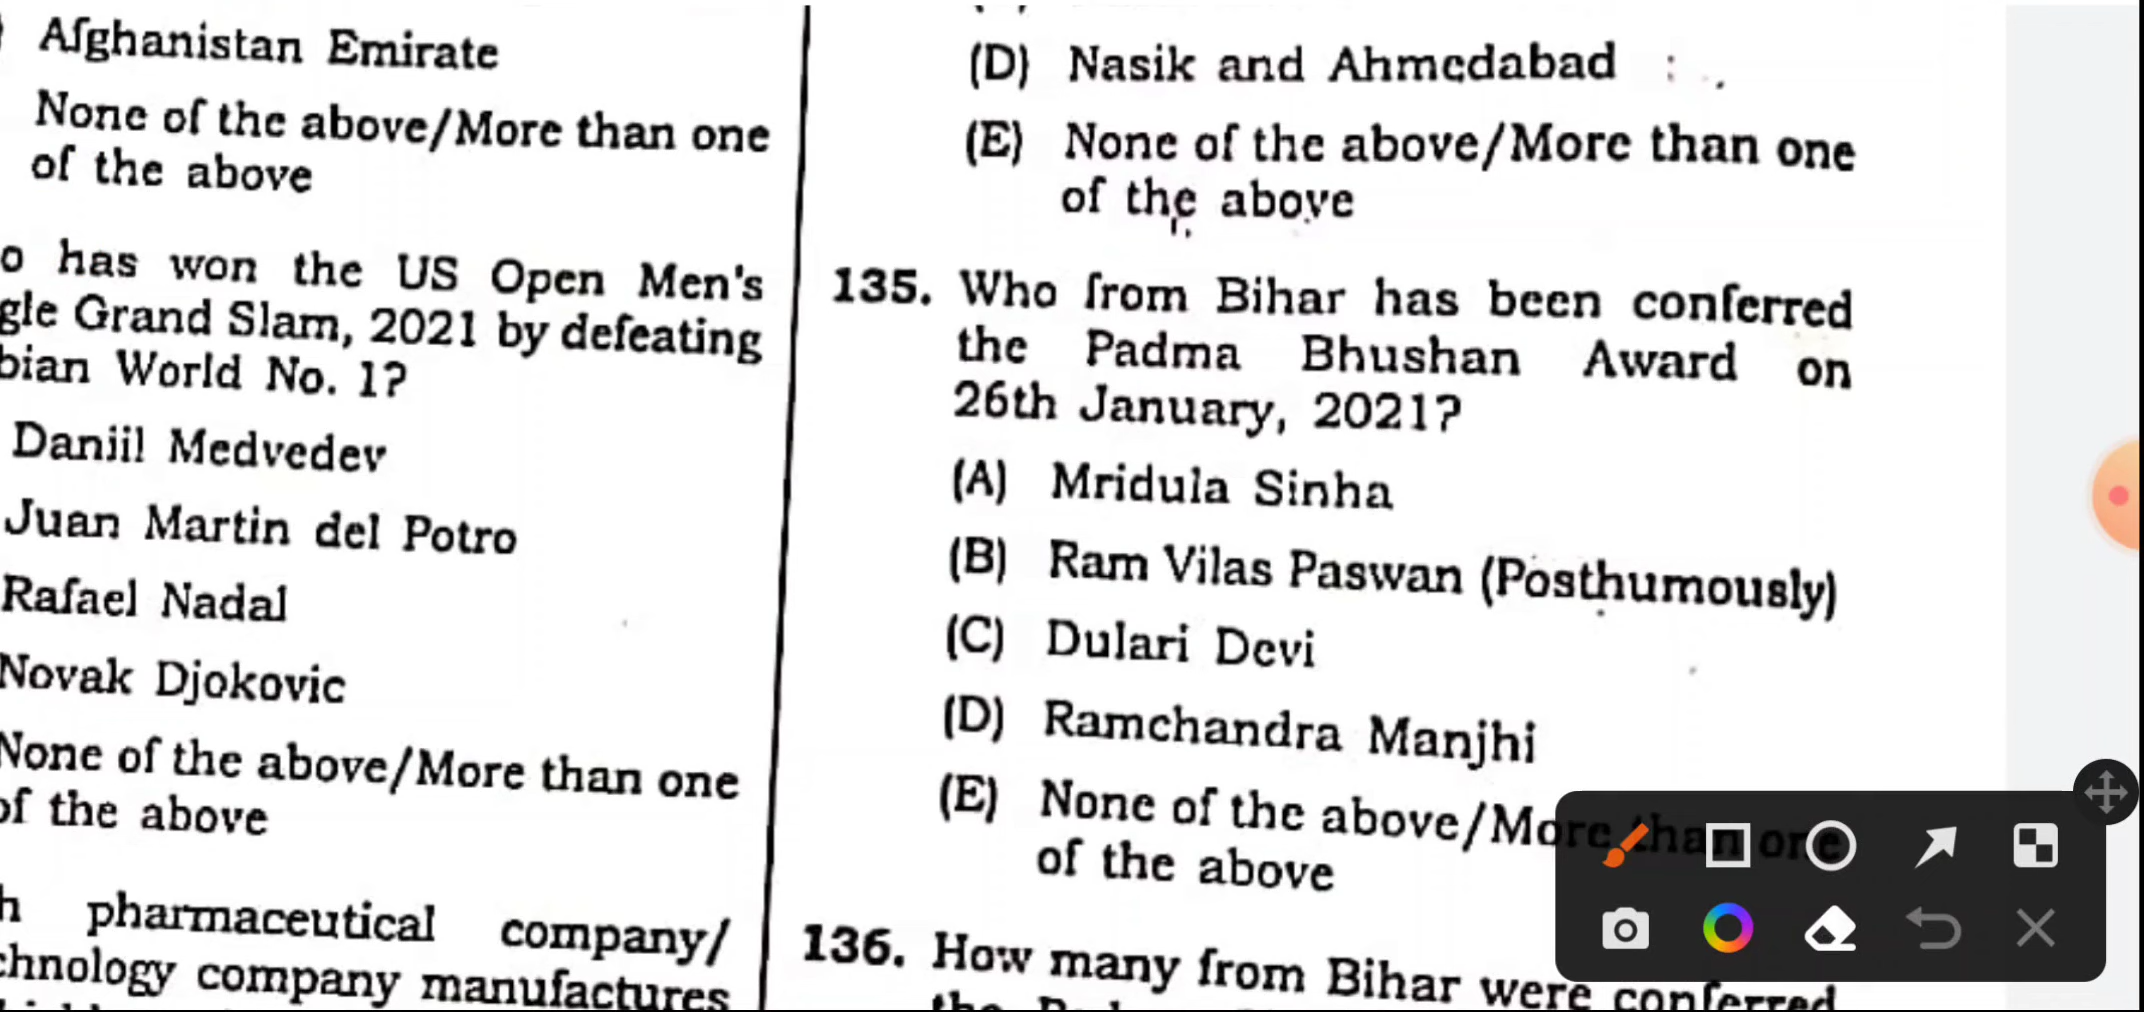 Afghanistan Emirate
None of the above/More than one
of the above
o has won the US Open Men's
gle Grand Slam, 2021 by defeating
bian World No. 1?
Daniil Medvedev
Juan Martin del Potro
Rafael Nadal
Novak Djokovic
None of the above/More than one
of the above
h pharmaceutical company/
chnology company manufactures
(D) Nasik and Ahmedabad
(E) None of the above/More than one
of the above
135. Who from Bihar has been conferred
the Padma Bhushan Award on
26th January, 2021?
(A) Mridula Sinha
(B) Ram Vilas Paswan (Posthumously)
(C) Dulari Devi
(D) Ramchandra Manjhi
(E) None of the above/More than one
of the above
136. How many from Bihar were conferred
the